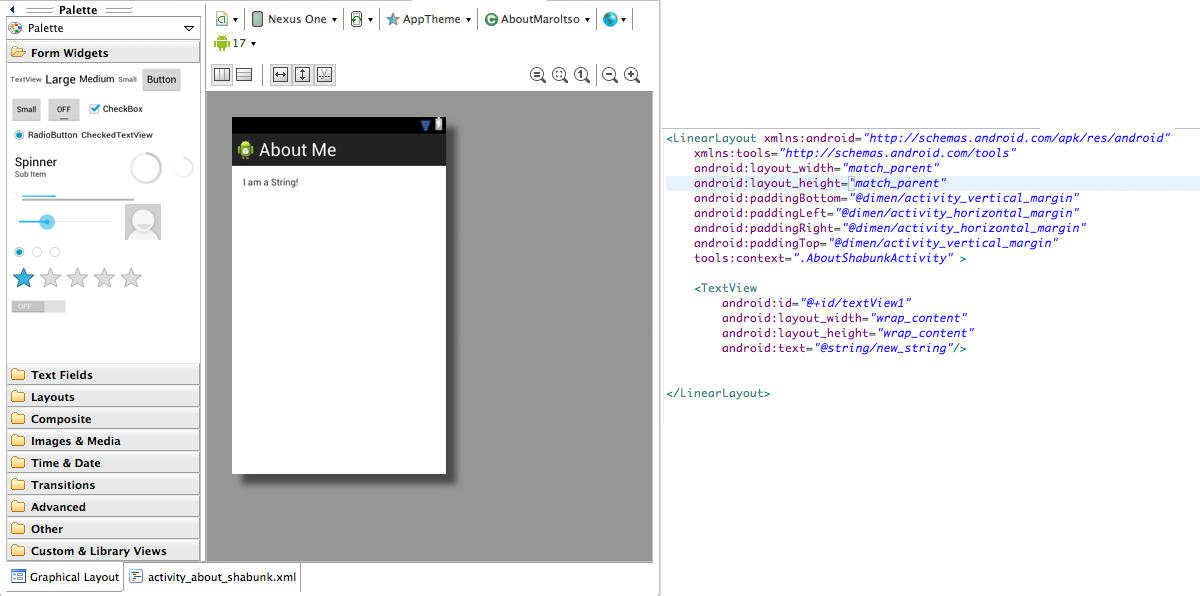 Palette
Palette
Form Widgets
TextView Large Medium Small Button
Small OFF CheckBox
RadioButton CheckedTextView
Spinner
Sub Item
OFF
Text Fields
Layouts
Composite
Images & Media
Time & Date
Transitions
Advanced
Other
Custom & Library Views
Graphical Layout activity_about_shabunk.xml
Nexus One AppTheme C AboutMaroItso
17
1
About Me
I am a String!
<LinearLayout xmlns:android="http://schemas.android.com/apk/res/android"
xmlns:tools="http://schemas.android.com/tools"
android:layout_width="match_parent"
android:layout_height="match_parent"
android:paddingBottom="@dimen/activity_vertical_margin"
android:paddingLeft="@dimen/activity_horizontal_margin"
android:paddingRight="@dimen/activity_horizontal_margin"
android:paddingTop="@dimen/activity_vertical_margin"
tools:context=".AboutShabunkActivity" >
<TextView
android:id="@+id/textView1"
android:layout_width="wrap_content"
android:layout_height="wrap_content"
android:text="@string/new_string"/>
</LinearLayout>